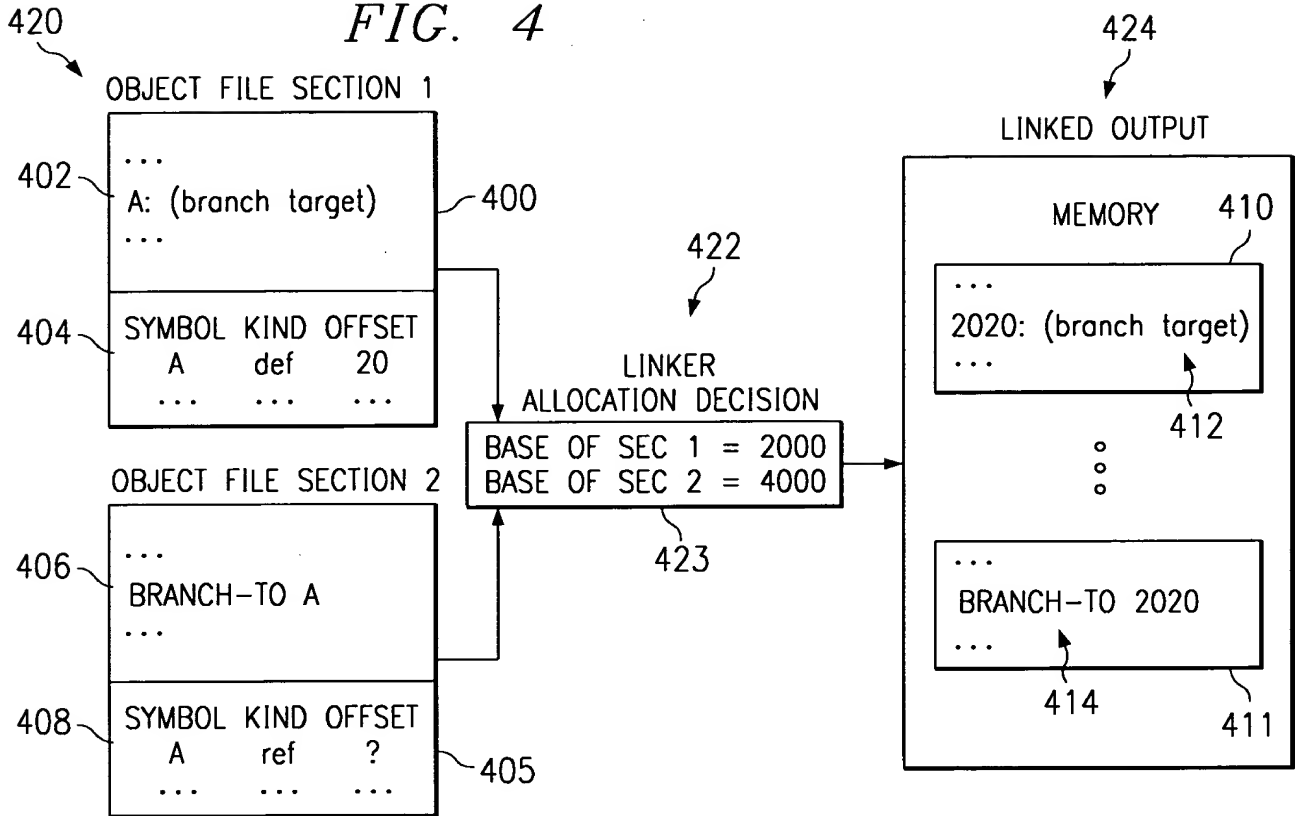 FIG. 4
420
OBJECT FILE SECTION 1
...
402
A: (branch target)
400
...
404
SYMBOL KIND OFFSET
A def 20
... ... ...
OBJECT FILE SECTION 2
...
406
BRANCH-TO A
...
408
SYMBOL KIND OFFSET
A ref ?
405
... ... ...
422
LINKER
ALLOCATION DECISION
BASE OF SEC 1 = 2000
BASE OF SEC 2 = 4000
423
424
LINKED OUTPUT
MEMORY
410
...
2020: (branch target)
...
412
...
BRANCH-TO 2020
...
414
411